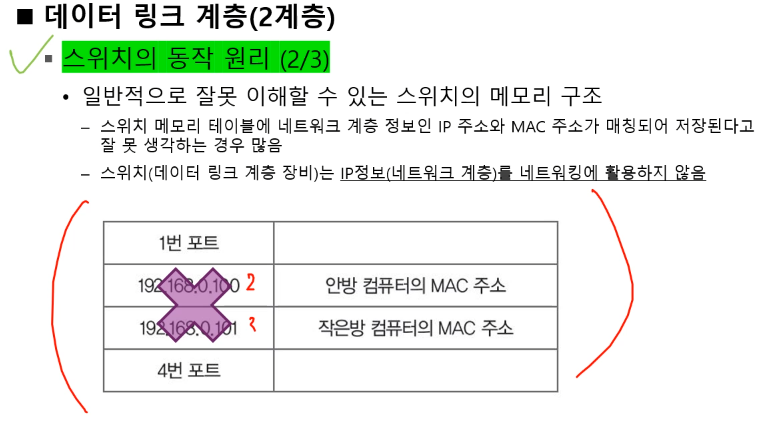 ■ 데이터 링크 계층(2계층)
▪ 스위치의 동작 원리 (2/3)
• 일반적으로 잘못 이해할 수 있는 스위치의 메모리 구조
– 스위치 메모리 테이블에 네트워크 계층 정보인 IP 주소와 MAC 주소가 매칭되어 저장된다고
잘 못 생각하는 경우 많음
– 스위치(데이터 링크 계층 장비)는 IP정보(네트워크 계층)를 네트워킹에 활용하지 않음
1번 포트
192.168.0.100 2 안방 컴퓨터의 MAC 주소
192.168.0.101 작은방 컴퓨터의 MAC 주소
4번 포트